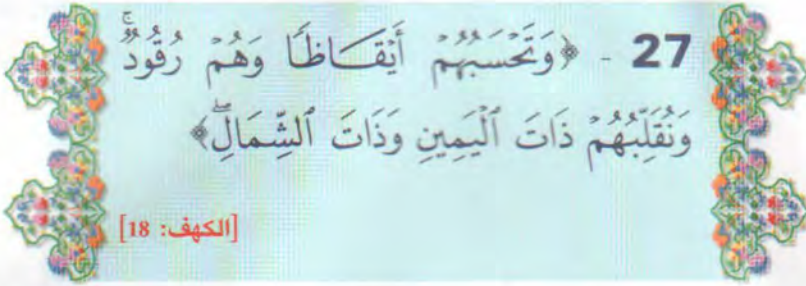 27 - ﴿وَتَحْسَبُهُمْ أَيْقَاظًا وَهُمْ رُقُودٌۚ
وَنُقَلِّبُهُمْ ذَاتَ ٱلْيَمِينِ وَذَاتَ ٱلشِّمَالِۖ﴾
[الكهف: 18]